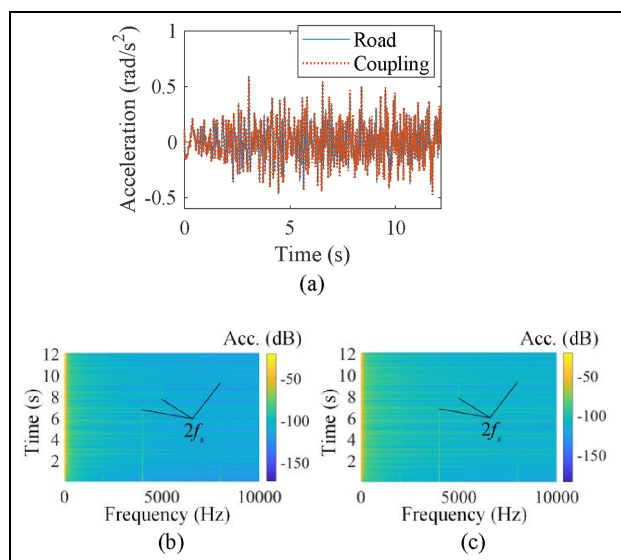 Acceleration (rad/s²)
1
0.5
0
-0.5
Road
Coupling
0 5 10
Time (s)
(a)
Acc. (dB)
Time (s)
12
10
8
6
4
2
2fs
-50
-100
-150
0 5000 10000
Frequency (Hz)
(b)
Acc. (dB)
Time (s)
12
10
8
6
4
2
2fs
-50
-100
-150
0 5000 10000
Frequency (Hz)
(c)